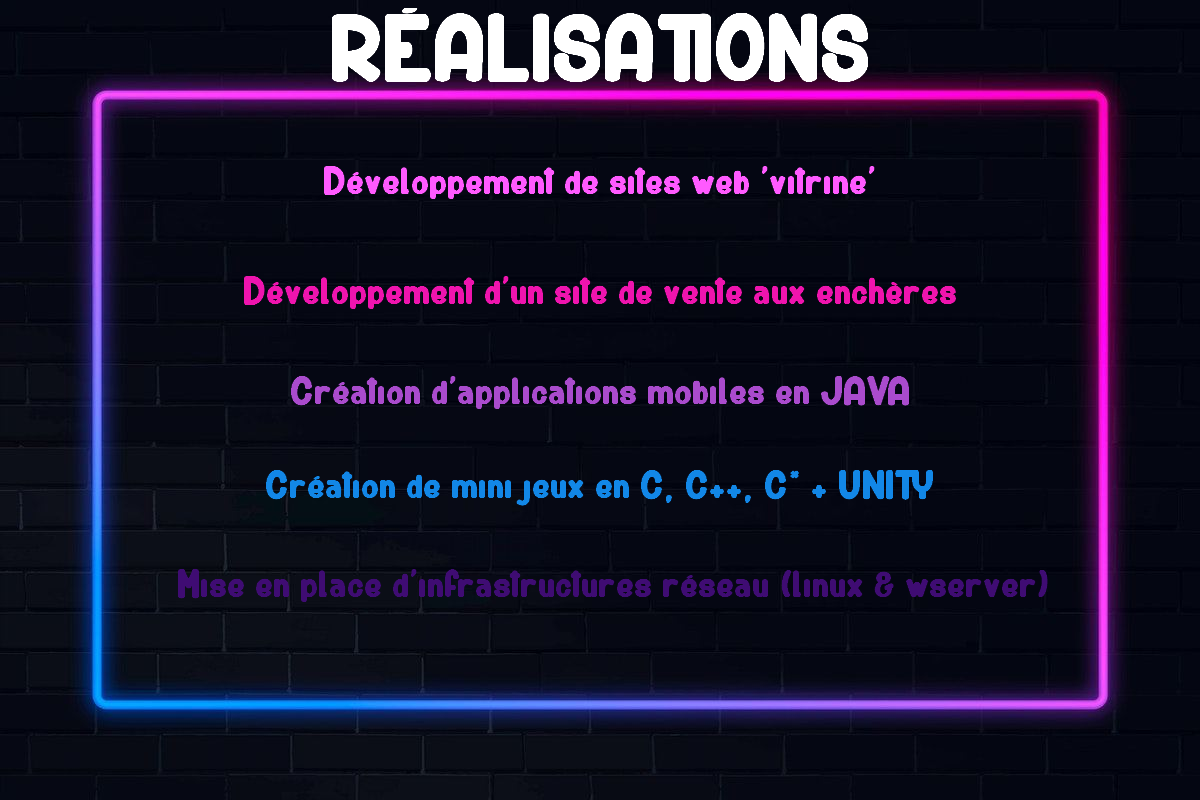 RÉALISATIONS
Développement de sites web 'vitrine'
Développement d'un site de vente aux enchères
Création d'applications mobiles en JAVA
Création de mini jeux en C, C++, C* + UNITY
Mise en place d'infrastructures réseau (linux & wserver)